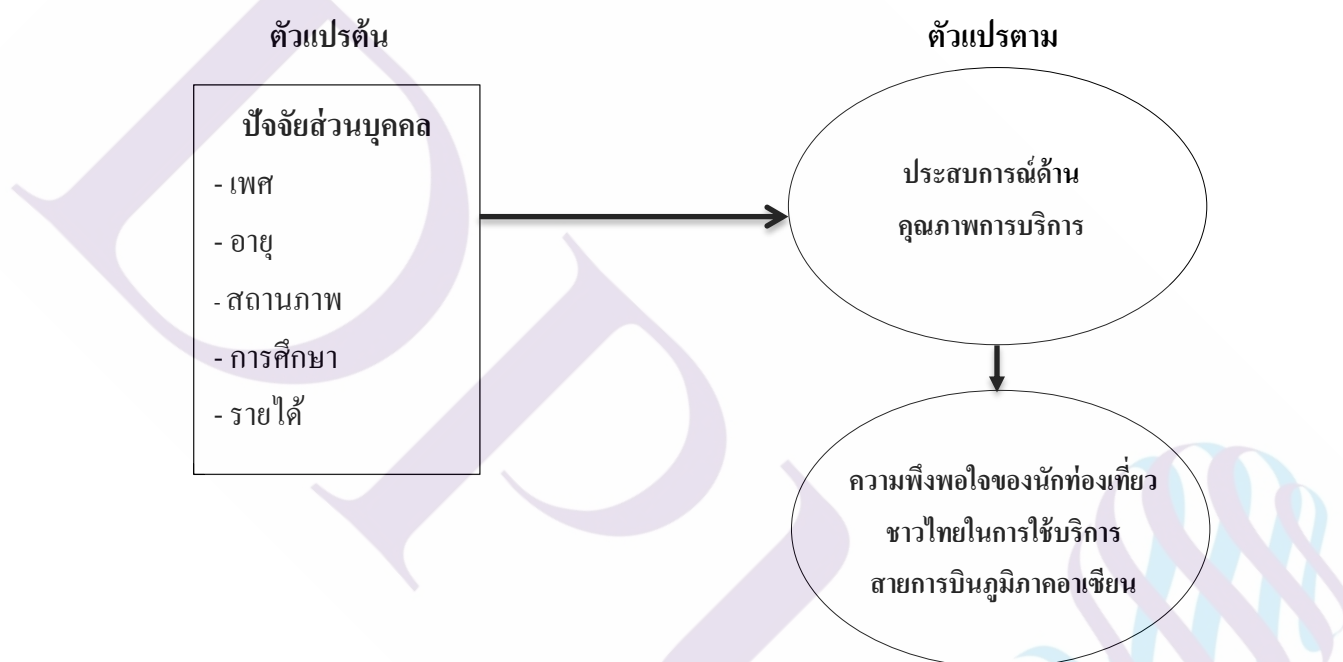 ตัวแปรต้น
ตัวแปรตาม
ปัจจัยส่วนบุคคล
- เพศ
- อายุ
- สถานภาพ
- การศึกษา
- รายได้
ประสบการณ์ด้าน
คุณภาพการบริการ
ความพึงพอใจของนักท่องเที่ยว
ชาวไทยในการใช้บริการ
สายการบินภูมิภาคอาเซียน